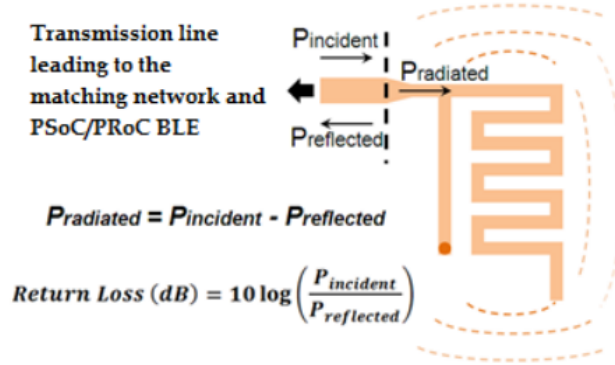 Transmission line
leading to the
matching network and
PSoC/PRoC BLE
Pincident
Pradiated
Preflected
Pradiated = Pincident - Preflected
Return Loss (dB) = 10 log(Pincident/Preflected)